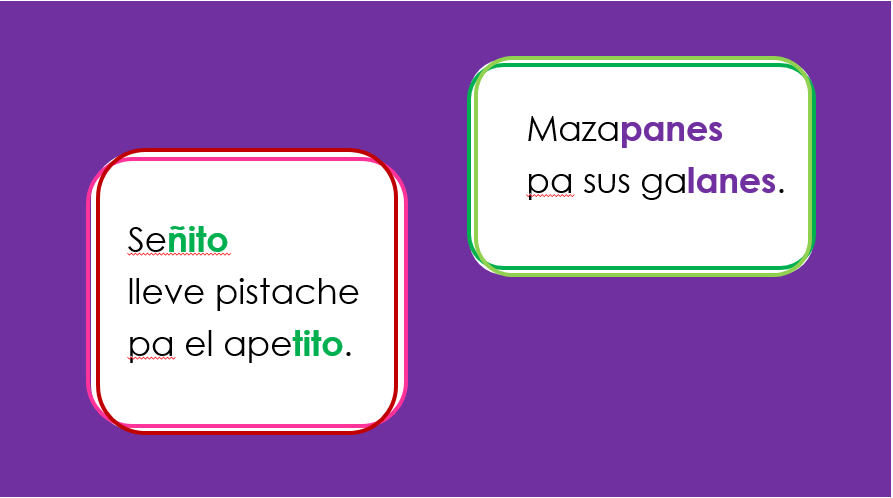 Señito
lleve pistache
pa el apetito.
Mazapanes
pa sus galanes.